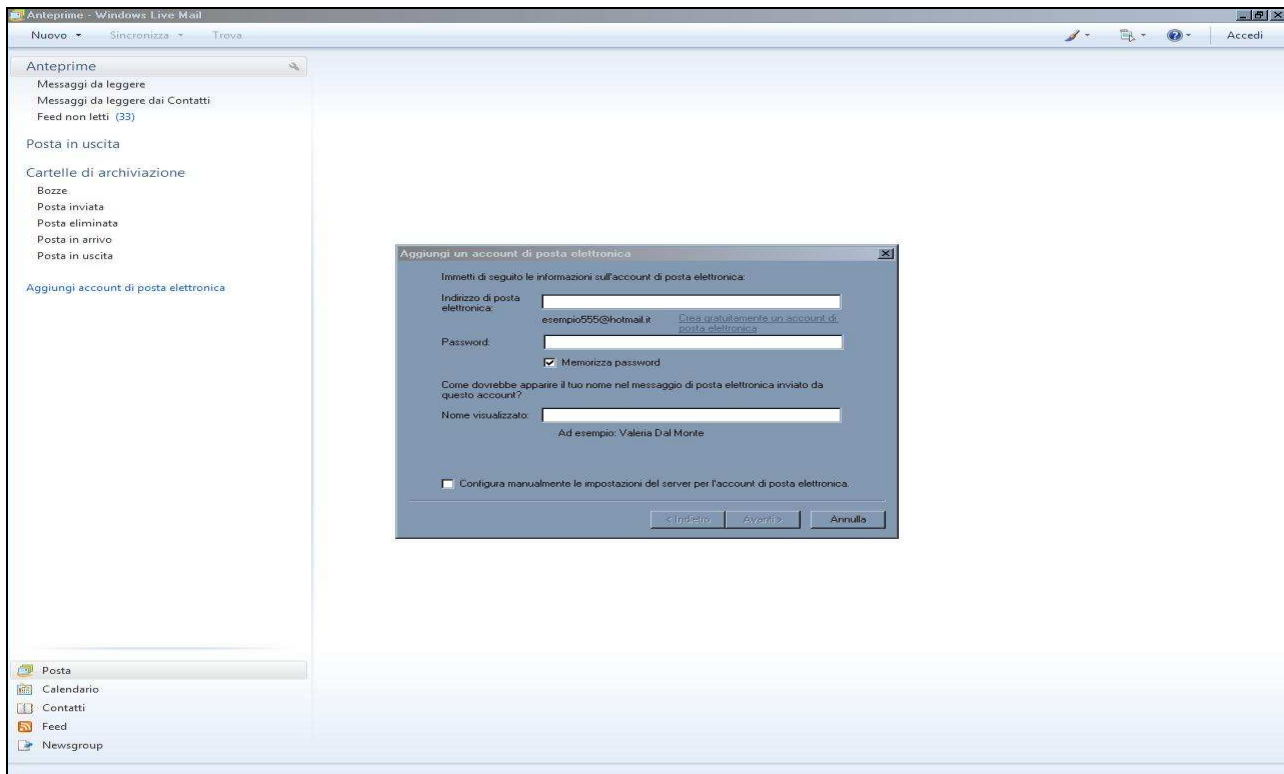 Anteprime - Windows Live Mail
Nuovo Sincronizza Trova Accedi
Anteprime
Messaggi da leggere
Messaggi da leggere dai Contatti
Feed non letti (33)
Posta in uscita
Cartelle di archiviazione
Bozze
Posta inviata
Posta eliminata
Posta in arrivo
Posta in uscita
Aggiungi account di posta elettronica
Aggiungi un account di posta elettronica
Immetti di seguito le informazioni sull'account di posta elettronica:
Indirizzo di posta
elettronica:
esempio555@hotmail.it Crea gratuitamente un account di
posta elettronica
Password:
Memorizza password
Come dovrebbe apparire il tuo nome nel messaggio di posta elettronica inviato da
questo account?
Nome visualizzato:
Ad esempio: Valeria Dal Monte
Configura manualmente le impostazioni del server per l'account di posta elettronica.
< Indietro Avanti > Annulla
Posta
Calendario
Contatti
Feed
Newsgroup